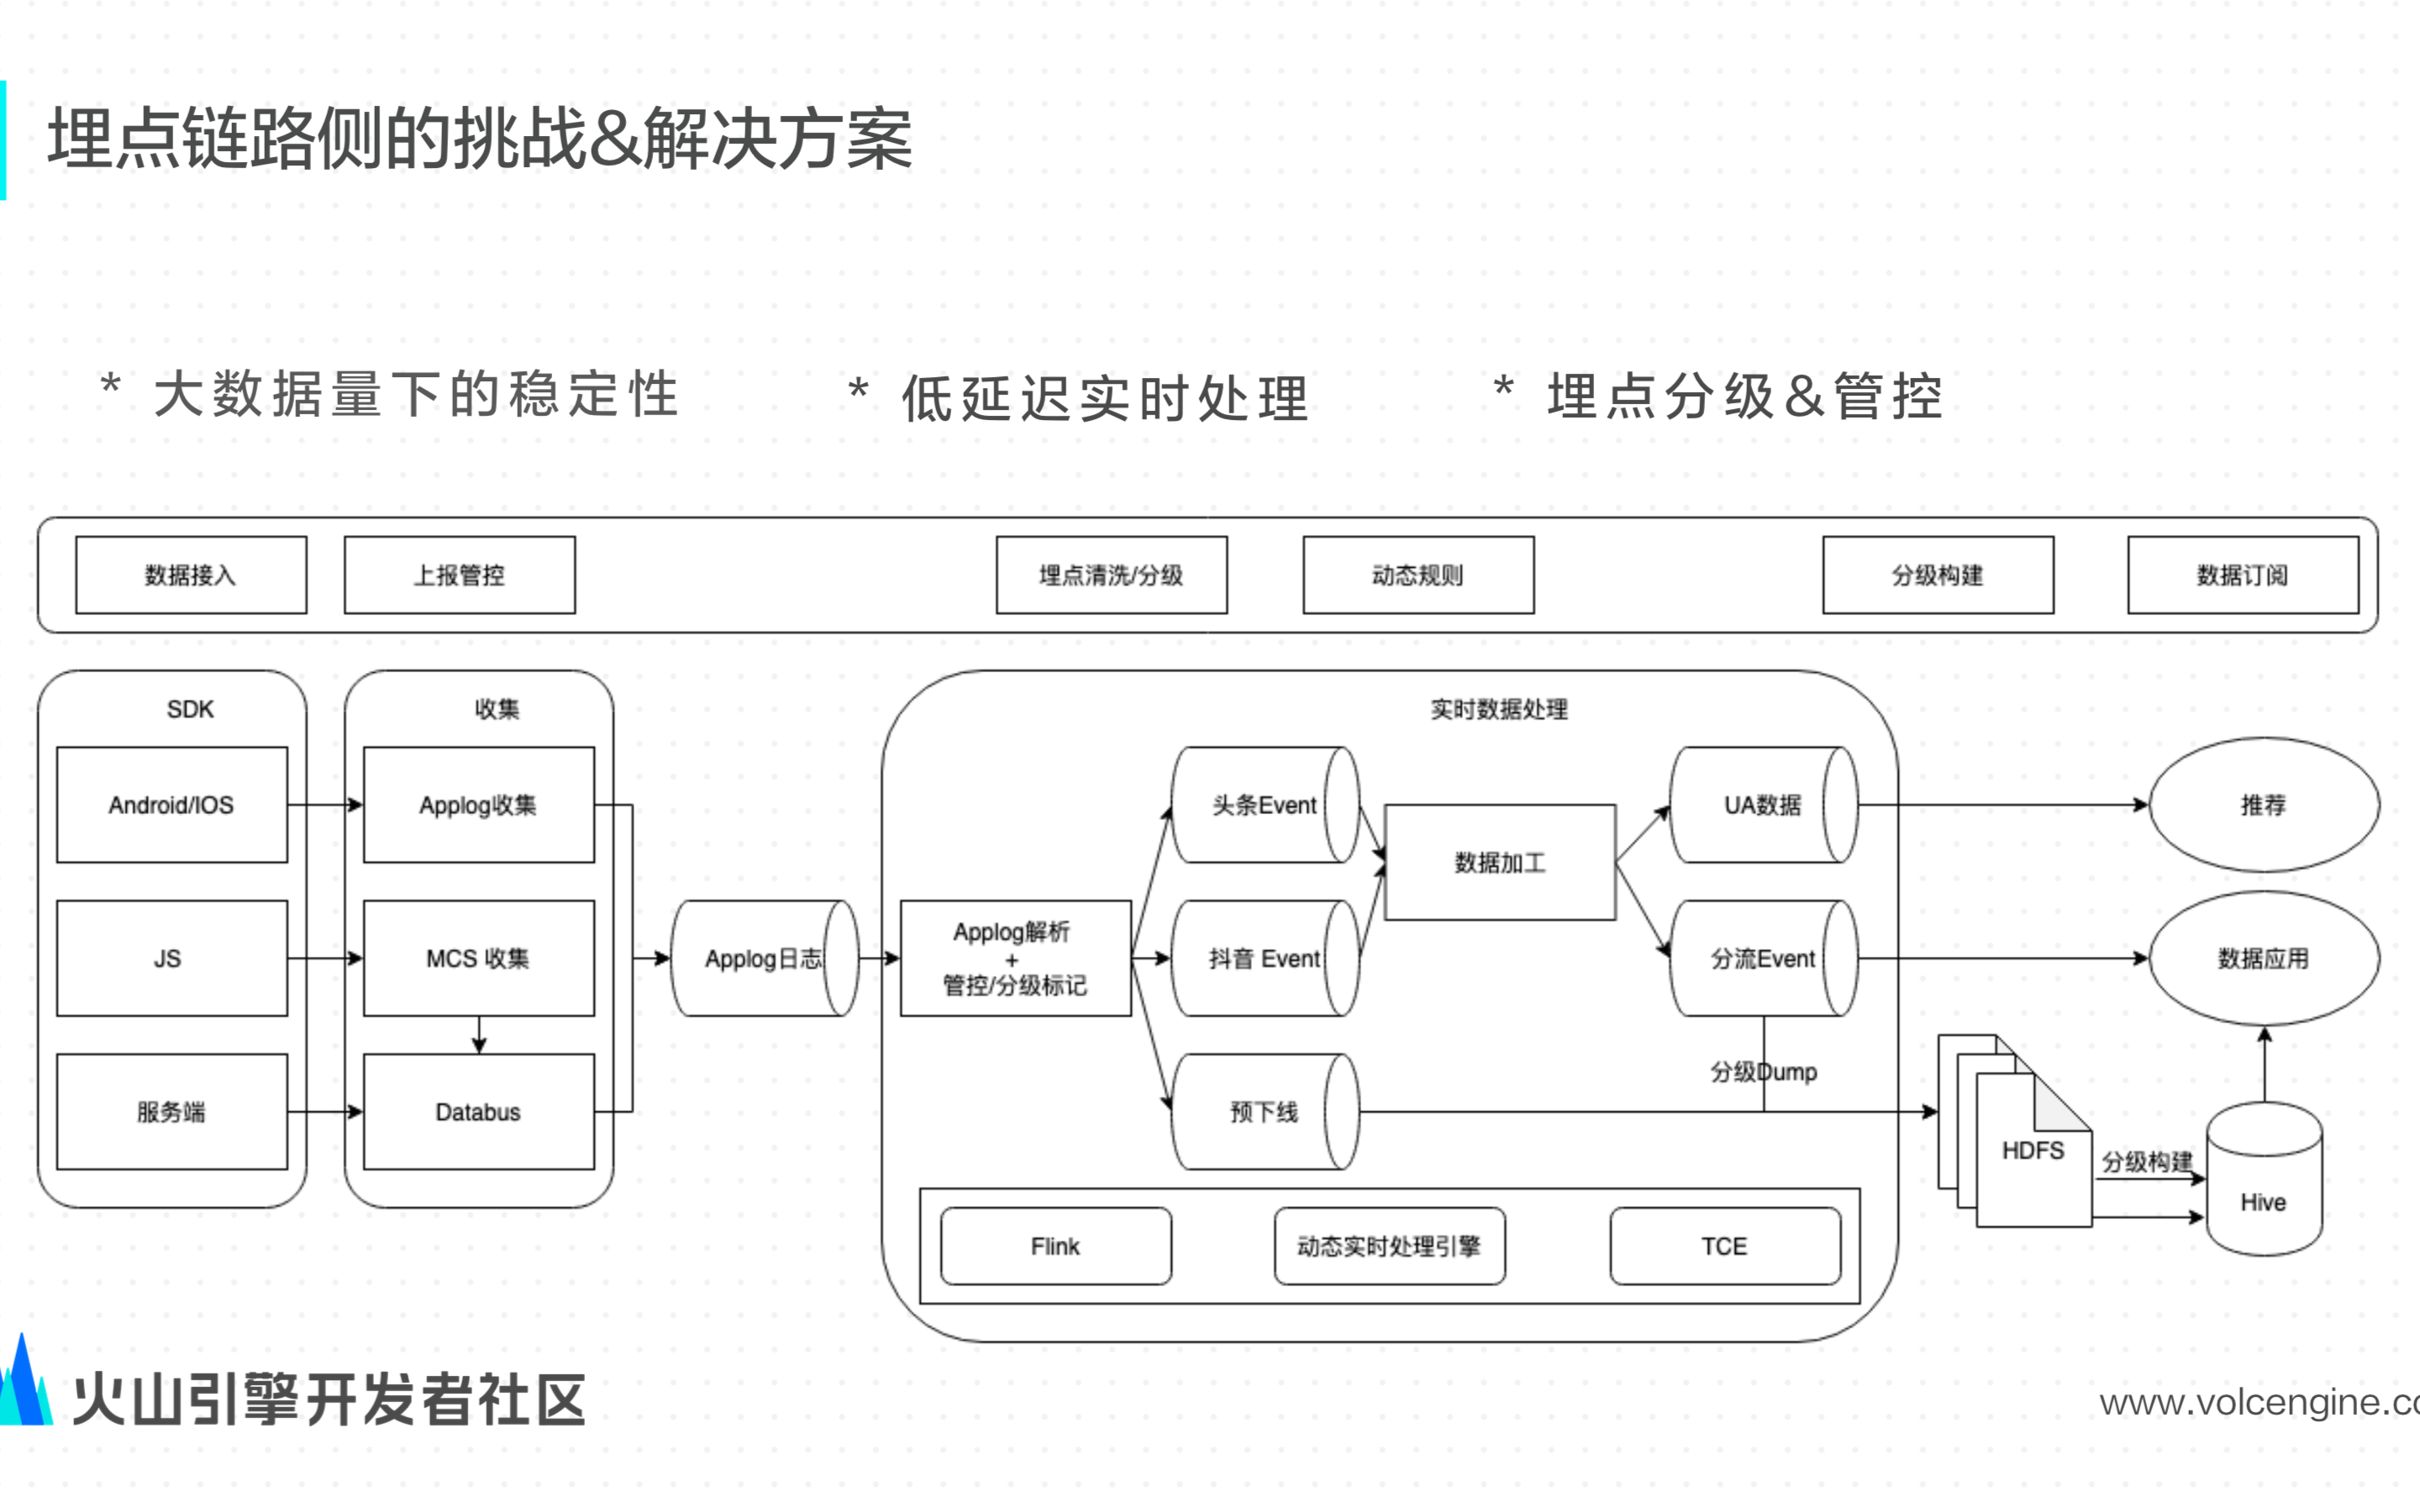 埋点链路侧的挑战&解决方案
* 大数据量下的稳定性
* 低延迟实时处理
* 埋点分级&管控
数据接入
上报管控
埋点清洗/分级
动态规则
分级构建
数据订阅
SDK
Android/IOS
JS
服务端
收集
Applog收集
MCS 收集
Databus
Applog日志
实时数据处理
Applog解析
+
管控/分级标记
头条Event
抖音 Event
预下线
数据加工
UA数据
分流Event
分级Dump
Flink
动态实时处理引擎
TCE
推荐
数据应用
HDFS
分级构建
Hive
火山引擎开发者社区
www.volcengine.co